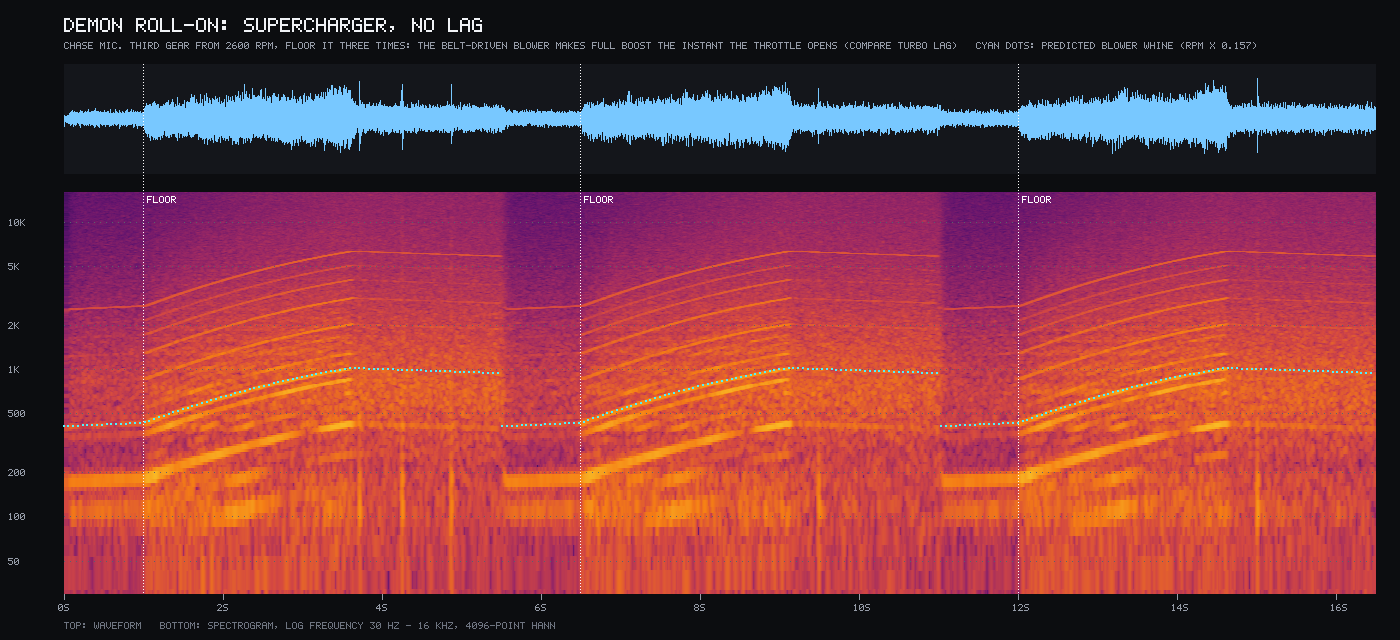 DEMON ROLL-ON: SUPERCHARGER, NO LAG
CHASE MIC. THIRD GEAR FROM 2600 RPM, FLOOR IT THREE TIMES: THE BELT-DRIVEN BLOWER MAKES FULL BOOST THE INSTANT THE THROTTLE OPENS (COMPARE TURBO LAG)   CYAN DOTS: PREDICTED BLOWER WHINE (RPM X 0.157)
FLOOR FLOOR FLOOR
10K
5K
2K
1K
500
200
100
50
0S 2S 4S 6S 8S 10S 12S 14S 16S
TOP: WAVEFORM   BOTTOM: SPECTROGRAM, LOG FREQUENCY 30 HZ - 16 KHZ, 4096-POINT HANN